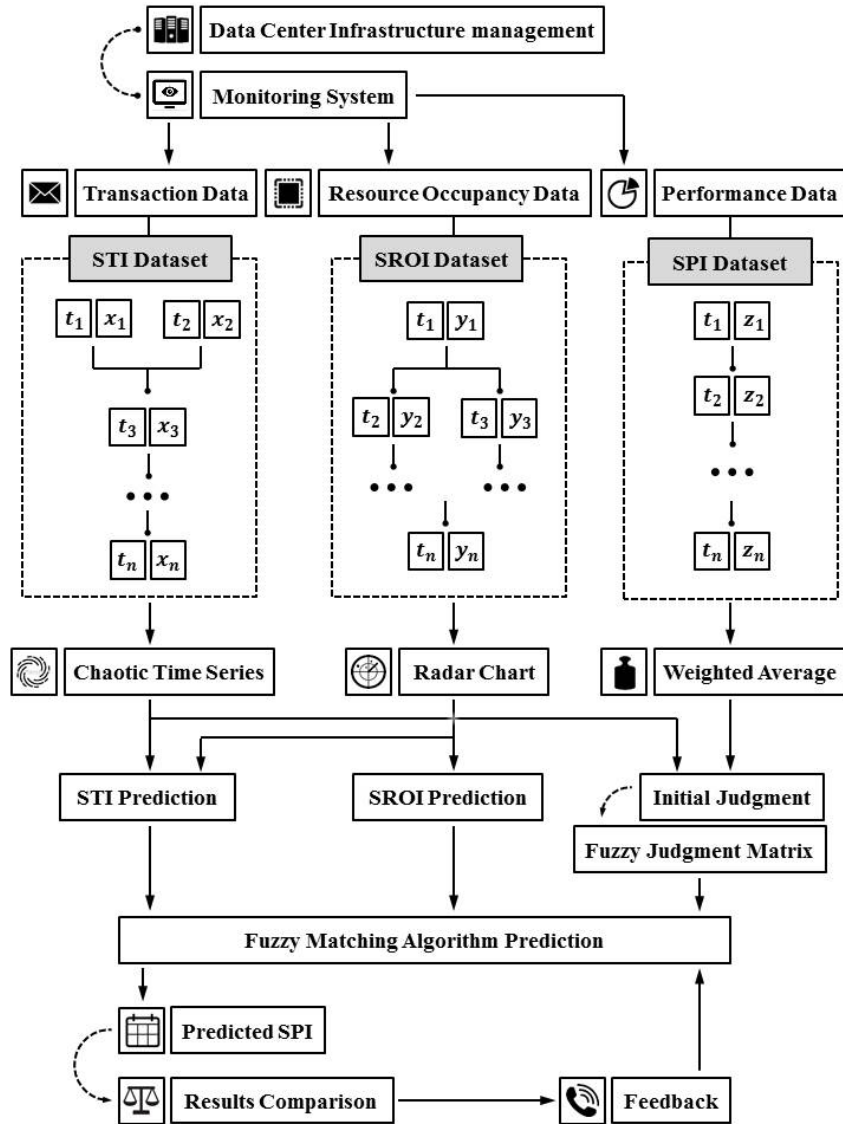 Data Center Infrastructure management
Monitoring System
Transaction Data
Resource Occupancy Data
Performance Data
STI Dataset
SROI Dataset
SPI Dataset
t₁ x₁ t₂ x₂
t₁ y₁
t₁ z₁
t₂ z₂
t₃ x₃
t₂ y₂ t₃ y₃
•••
••• •••
•••
tₙ xₙ
tₙ yₙ
tₙ zₙ
Chaotic Time Series
Radar Chart
Weighted Average
STI Prediction
SROI Prediction
Initial Judgment
Fuzzy Judgment Matrix
Fuzzy Matching Algorithm Prediction
Predicted SPI
Results Comparison
Feedback